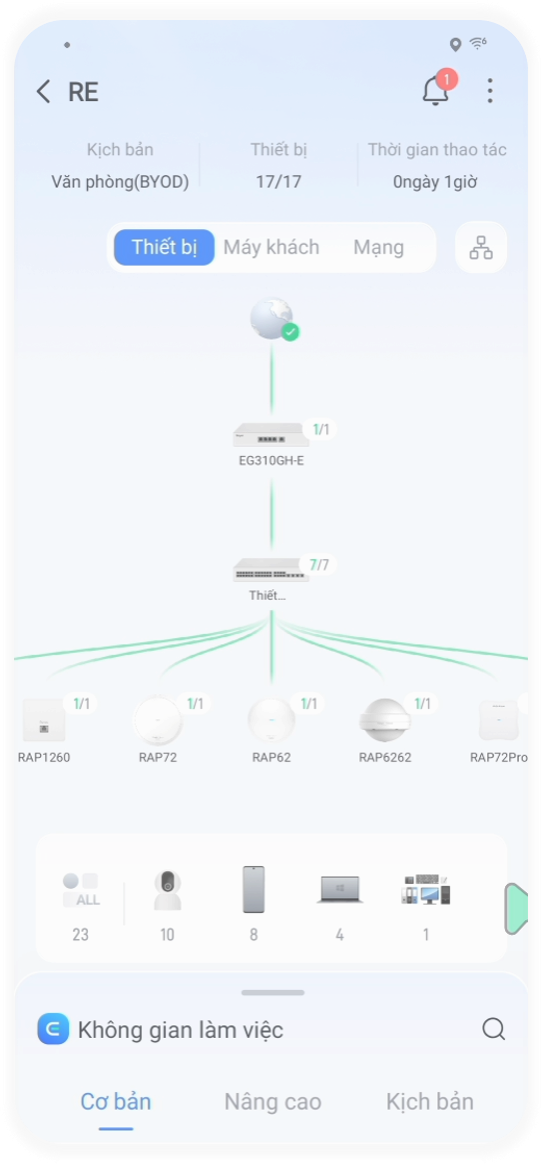 RE
1
Kịch bản
Thiết bị
Thời gian thao tác
Văn phòng(BYOD)
17/17
0ngày 1giờ
Thiết bị
Máy khách
Mạng
1/1
EG310GH-E
7/7
Thiết...
1/1
1/1
1/1
1/1
RAP1260
RAP72
RAP62
RAP6262
RAP72Pro
ALL
23
10
8
4
1
Không gian làm việc
Cơ bản
Nâng cao
Kịch bản